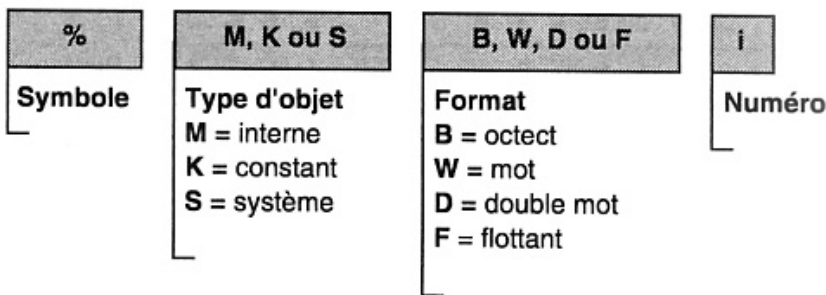 %
M, K ou S
B, W, D ou F
i
Symbole
Type d'objet
M = interne
K = constant
S = système
Format
B = octect
W = mot
D = double mot
F = flottant
Numéro